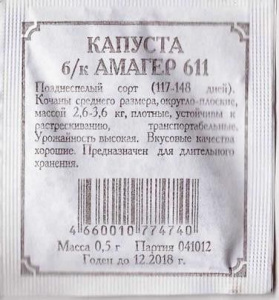 КАПУСТА
б/к АМАГЕР 611
Позднеспелый сорт (117-148 дней).
Кочаны среднего размера, округло-плоские,
массой 2,6-3,6 кг, плотные, устойчивы к
растрескиванию, транспортабельные.
Урожайность высокая. Вкусовые качества
хорошие. Предназначен для длительного
хранения.
4 660010 774740
Масса 0,5 г Партия 041012
Годен до 12.2018 г.